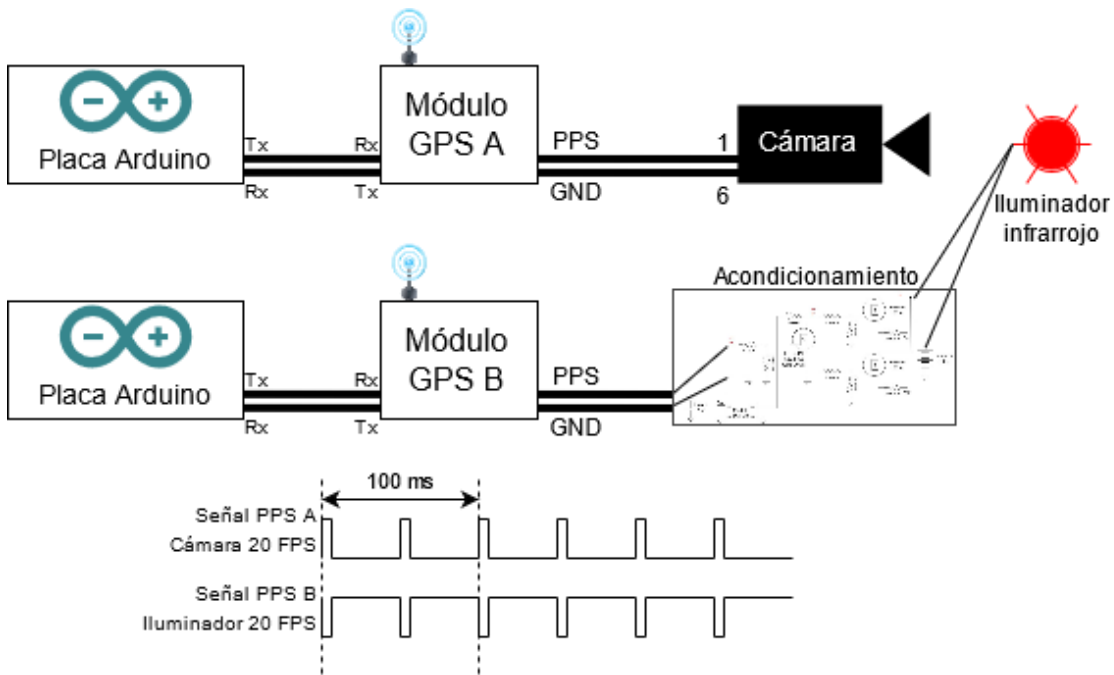 Placa Arduino
Tx
Rx
Rx
Tx
Módulo
GPS A
PPS
GND
1
6
Cámara
Iluminador
infrarrojo
Placa Arduino
Tx
Rx
Rx
Tx
Módulo
GPS B
PPS
GND
Acondicionamiento
100 ms
Señal PPS A
Cámara 20 FPS
Señal PPS B
Iluminador 20 FPS